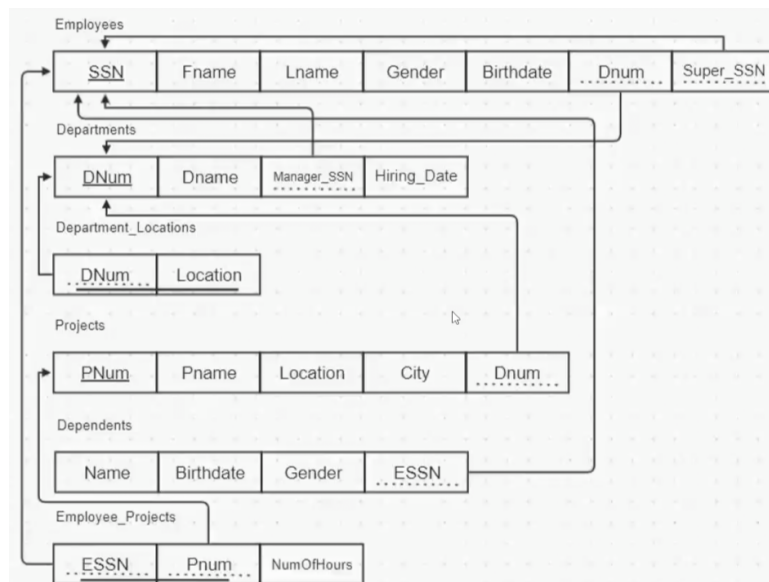 Employees
SSN Fname Lname Gender Birthdate Dnum Super_SSN
Departments
DNum Dname Manager_SSN Hiring_Date
Department_Locations
DNum Location
Projects
PNum Pname Location City Dnum
Dependents
Name Birthdate Gender ESSN
Employee_Projects
ESSN Pnum NumOfHours